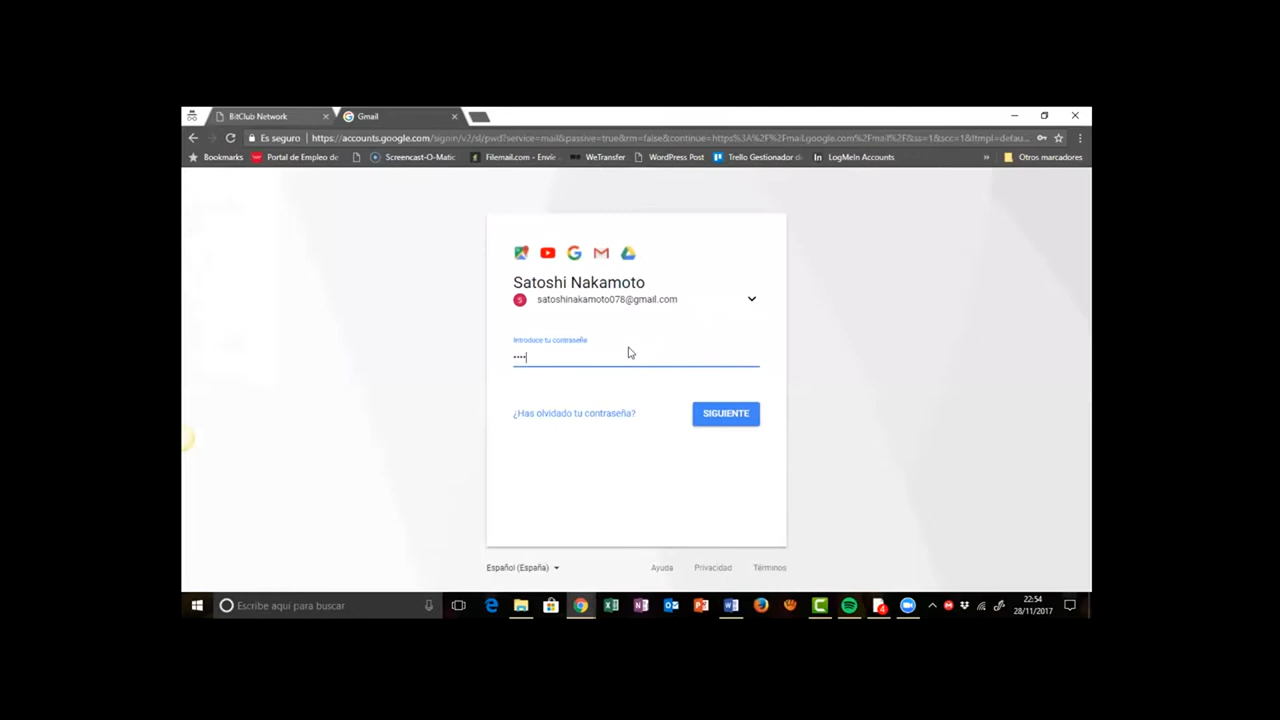 BitClub Network
Gmail
Es seguro
https://accounts.google.com/signin/v2/sl/pwd?service=mail&passive=true&rm=false&continue=https%3A%2F%2Fmail.google.com%2Fmail%2F&ss=1&scc=1&ltmpl=defau...
Bookmarks
Portal de Empleo de
Screencast-O-Matic
Filemail.com - Envíe
WeTransfer
WordPress Post
Trello Gestionador d
LogMeIn Accounts
»
Otros marcadores
Satoshi Nakamoto
S
satoshinakamoto078@gmail.com
Introduce tu contraseña
••••
¿Has olvidado tu contraseña?
SIGUIENTE
Español (España)
Ayuda
Privacidad
Términos
Escribe aquí para buscar
22:54
28/11/2017